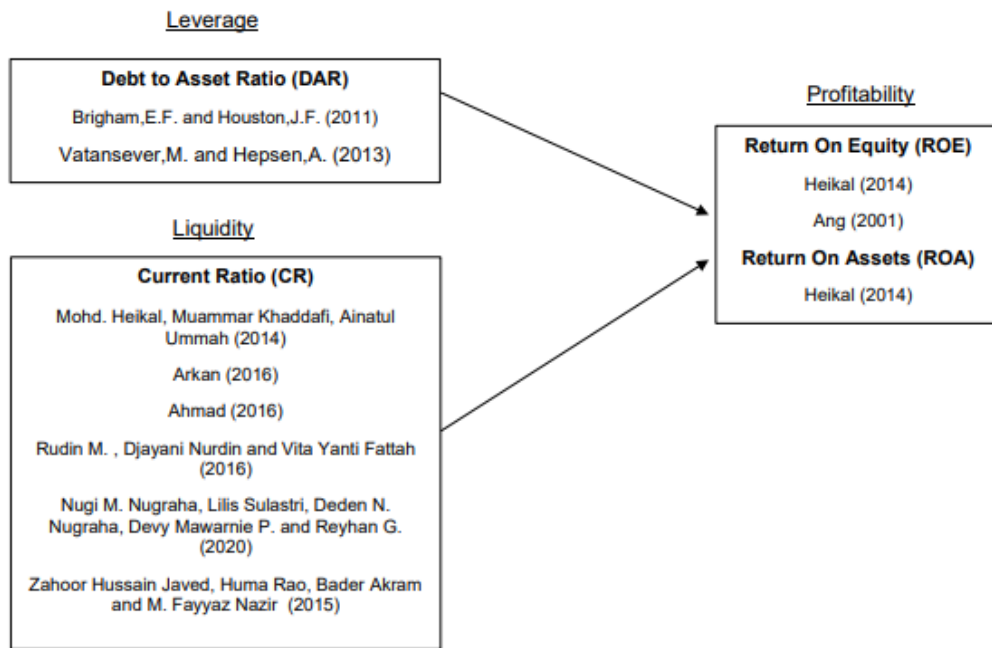 Leverage
Debt to Asset Ratio (DAR)
Brigham,E.F. and Houston,J.F. (2011)
Vatansever,M. and Hepsen,A. (2013)
Liquidity
Current Ratio (CR)
Mohd. Heikal, Muammar Khaddafi, Ainatul
Ummah (2014)
Arkan (2016)
Ahmad (2016)
Rudin M. , Djayani Nurdin and Vita Yanti Fattah
(2016)
Nugi M. Nugraha, Lilis Sulastri, Deden N.
Nugraha, Devy Mawarnie P. and Reyhan G.
(2020)
Zahoor Hussain Javed, Huma Rao, Bader Akram
and M. Fayyaz Nazir (2015)
Profitability
Return On Equity (ROE)
Heikal (2014)
Ang (2001)
Return On Assets (ROA)
Heikal (2014)